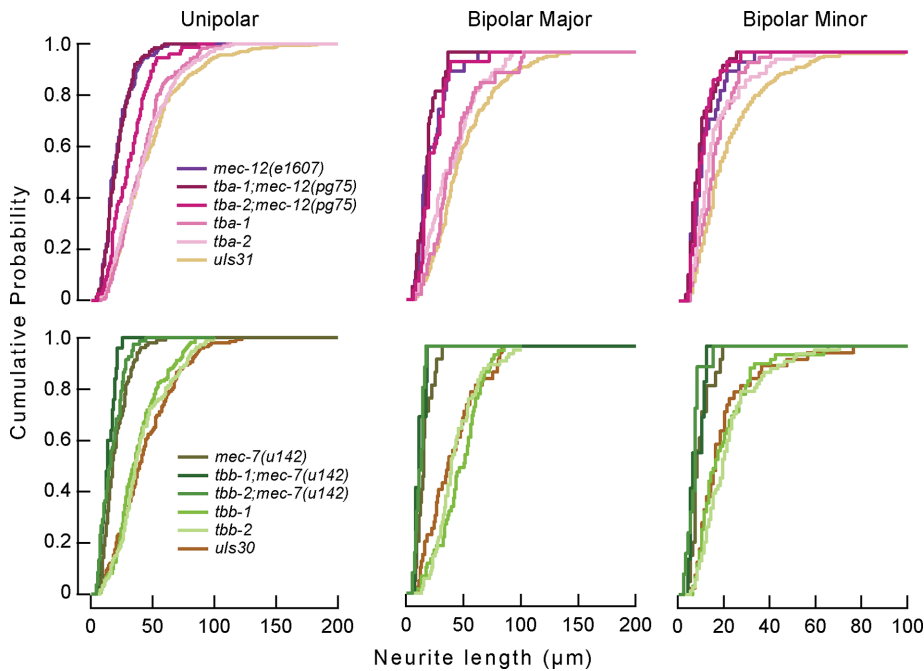 Unipolar Bipolar Major Bipolar Minor
Cumulative Probability
1.0
0.8
0.6
0.4
0.2
0
mec-12(e1607)
tba-1;mec-12(pg75)
tba-2;mec-12(pg75)
tba-1
tba-2
uIs31
1.0
0.8
0.6
0.4
0.2
0
mec-7(u142)
tbb-1;mec-7(u142)
tbb-2;mec-7(u142)
tbb-1
tbb-2
uIs30
0 50 100 150 200 0 50 100 150 200 0 20 40 60 80 100
Neurite length (µm)